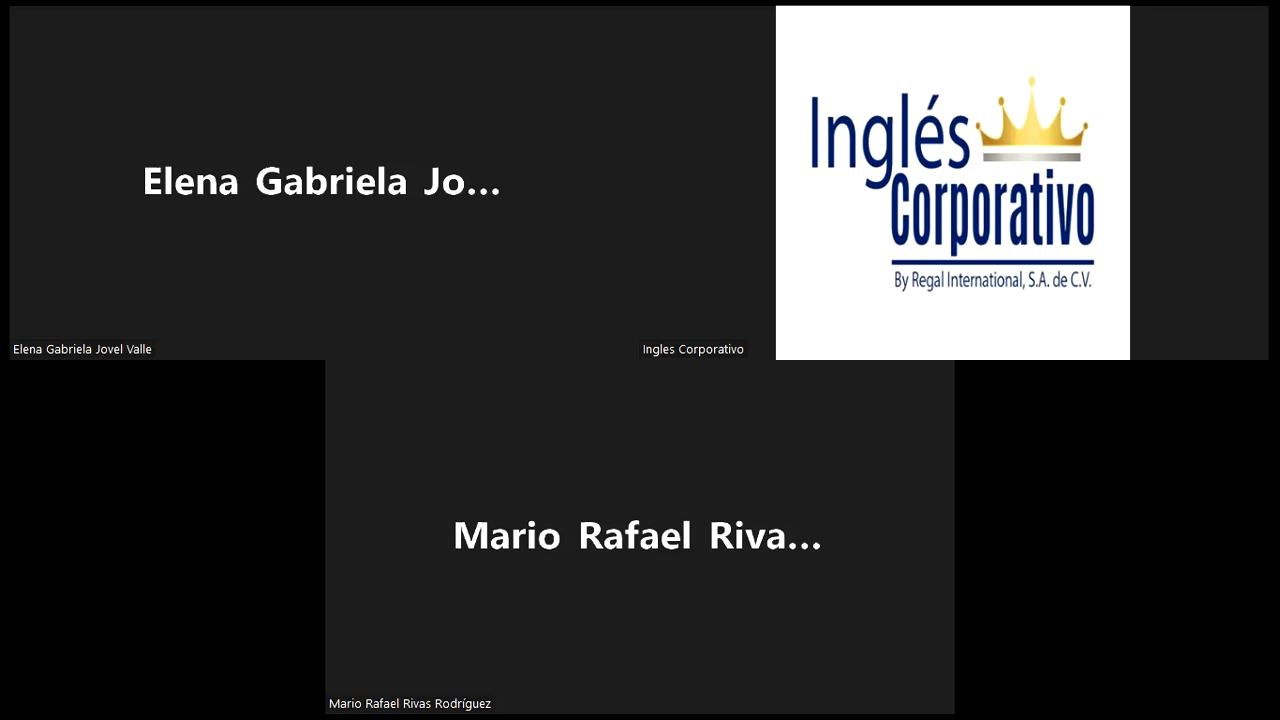 Elena Gabriela Jo...
Elena Gabriela Jovel Valle
Inglés
Corporativo
By Regal International, S.A. de C.V.
Ingles Corporativo
Mario Rafael Riva...
Mario Rafael Rivas Rodríguez